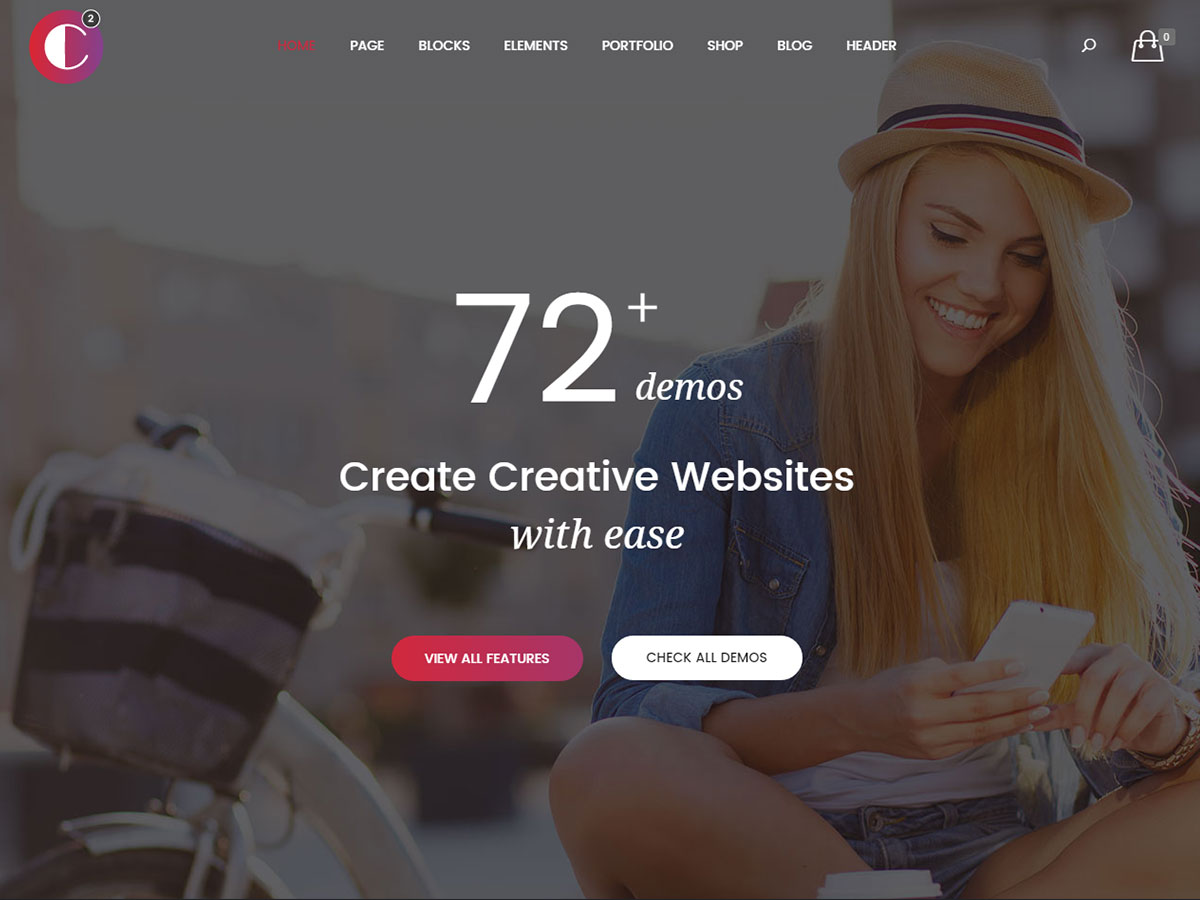 C 2
HOME PAGE BLOCKS ELEMENTS PORTFOLIO SHOP BLOG HEADER 0
72+ demos
Create Creative Websites
with ease
VIEW ALL FEATURES CHECK ALL DEMOS